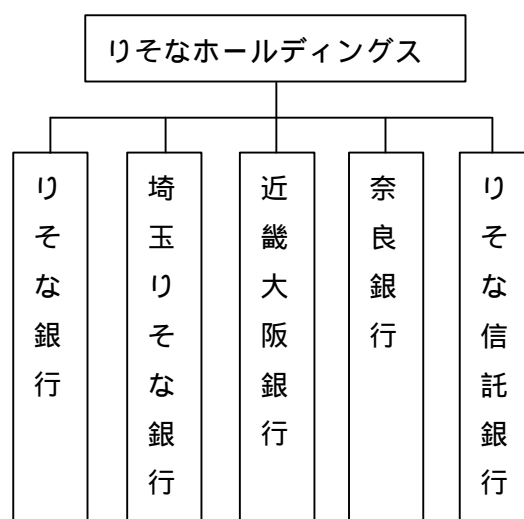 りそなホールディングス
りそな銀行
埼玉りそな銀行
近畿大阪銀行
奈良銀行
りそな信託銀行